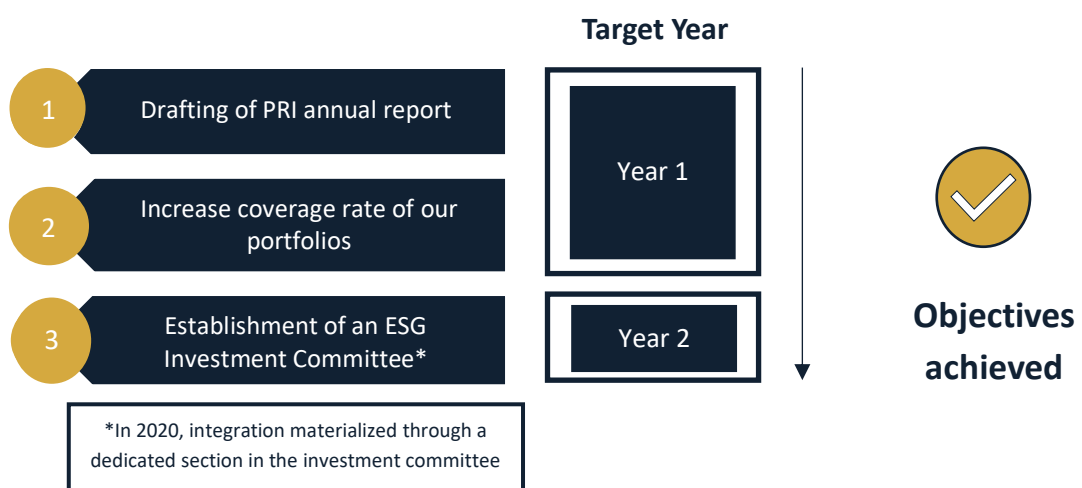 Target Year
1
Drafting of PRI annual report
Year 1
2
Increase coverage rate of our
portfolios
3
Establishment of an ESG
Investment Committee*
Year 2
Objectives
achieved
*In 2020, integration materialized through a
dedicated section in the investment committee